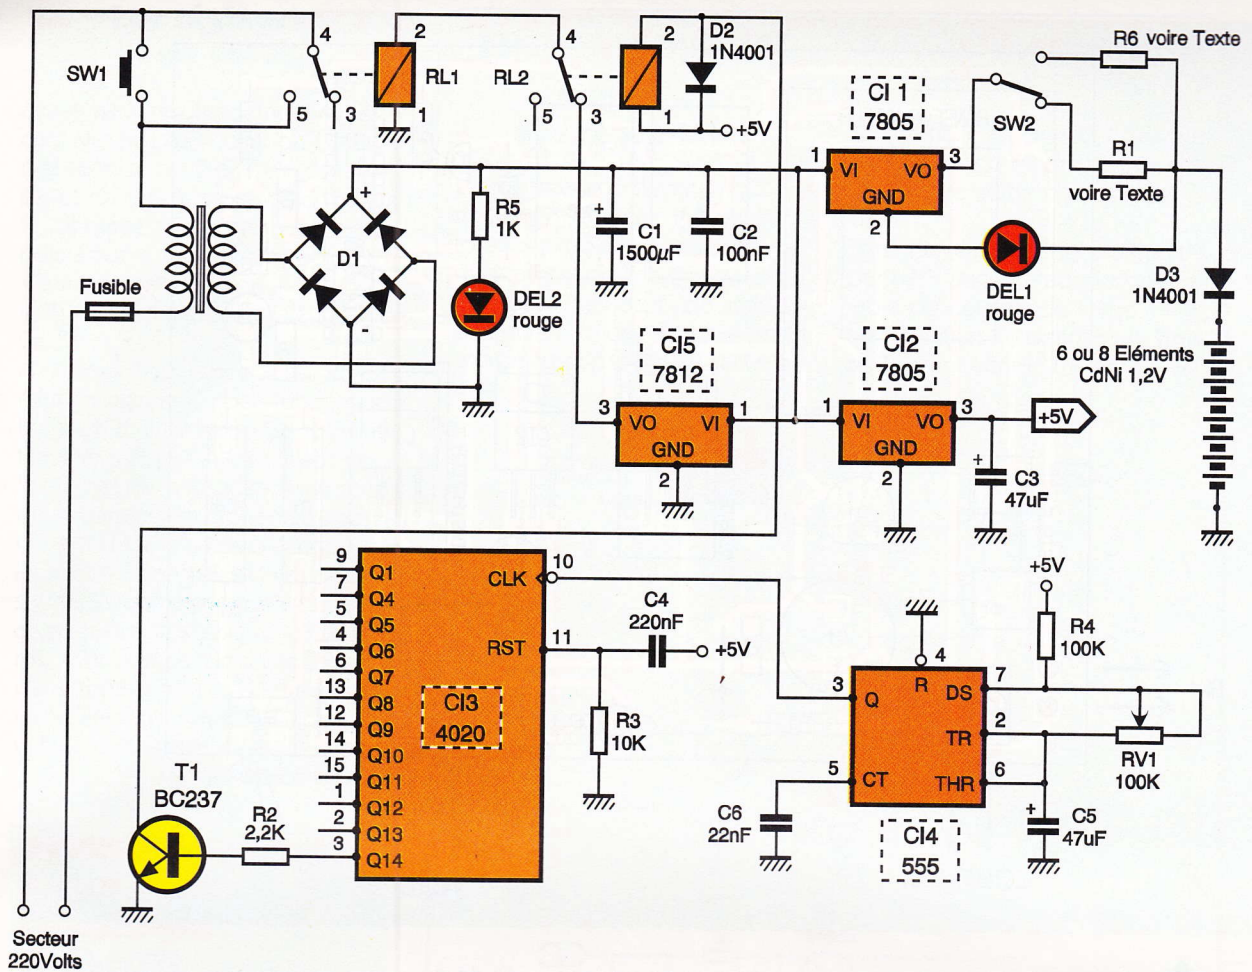 SW1
4
5
3
2
1
RL1
RL2
4
5
3
2
1
D2
1N4001
+5V
CI 1
7805
1
VI
VO
3
GND
2
SW2
R6 voire Texte
R1
voire Texte
DEL1
rouge
D3
1N4001
6 ou 8 Eléments
CdNi 1,2V
Fusible
+
D1
-
R5
1K
DEL2
rouge
+
C1
1500µF
C2
100nF
CI5
7812
3
VO
VI
1
GND
2
CI2
7805
1
VI
VO
3
GND
2
+5V
+
C3
47uF
9
Q1
7
Q4
5
Q5
4
Q6
6
Q7
13
Q8
12
Q9
14
Q10
15
Q11
1
Q12
2
Q13
3
Q14
CLK
10
RST
11
CI3
4020
C4
220nF
+5V
R3
10K
T1
BC237
R2
2,2K
+5V
R4
100K
4
R
3
Q
DS
7
TR
2
THR
6
5
CT
CI4
555
RV1
100K
C6
22nF
+
C5
47uF
Secteur
220Volts